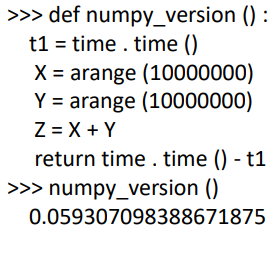 >>> def numpy_version () :
t1 = time . time ()
X = arange (10000000)
Y = arange (10000000)
Z = X + Y
return time . time () - t1
>>> numpy_version ()
0.059307098388671875